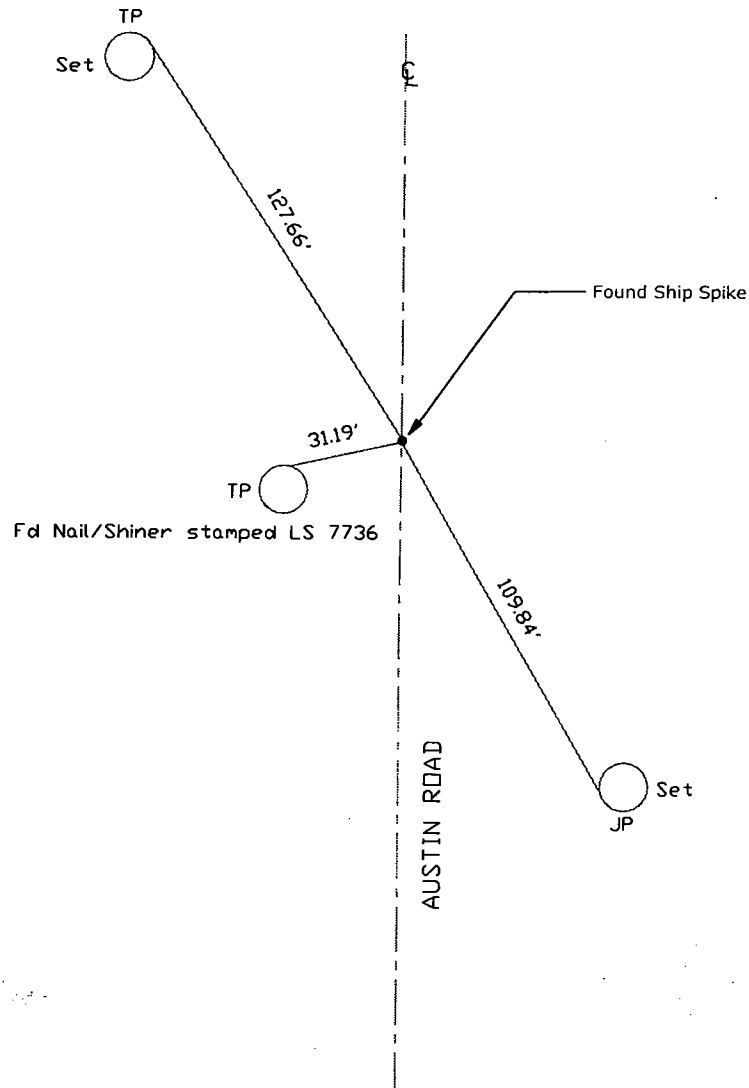 TP
Set
℄
127.66'
Found Ship Spike
31.19'
TP
Fd Nail/Shiner stamped LS 7736
109.84'
Set
JP
AUSTIN ROAD